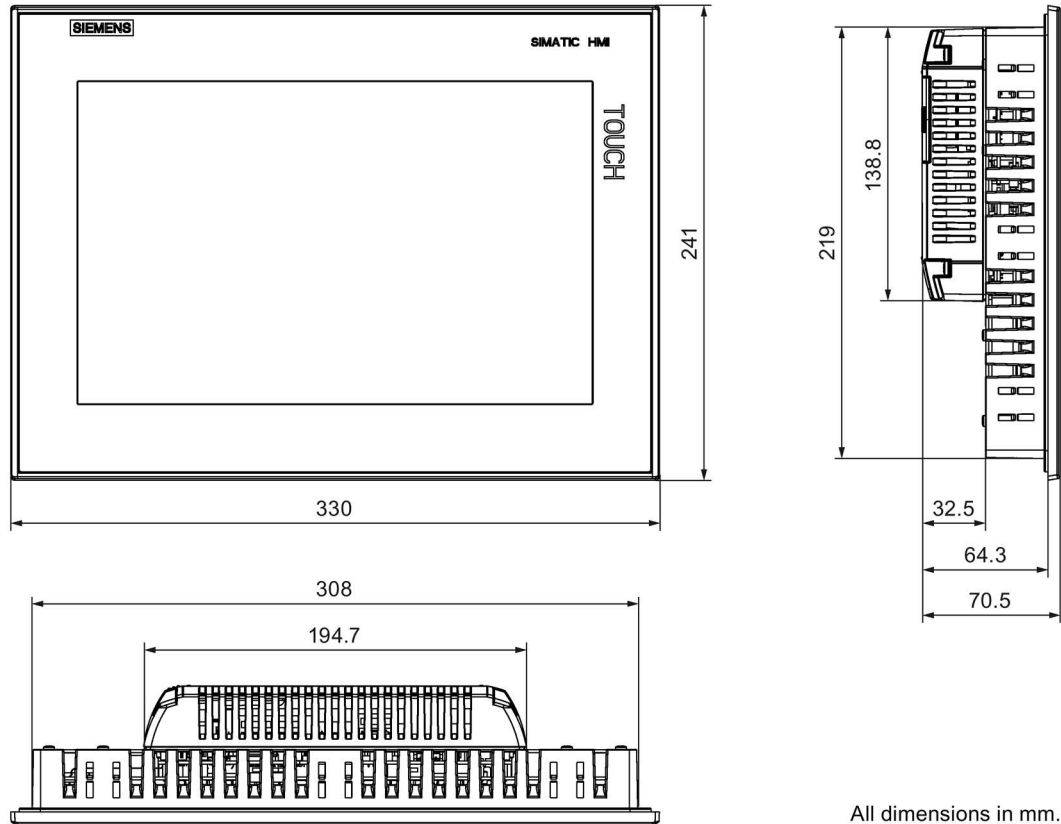 SIEMENS
SIMATIC HMI
TOUCH
241
330
138.8
219
32.5
64.3
70.5
308
194.7
All dimensions in mm.